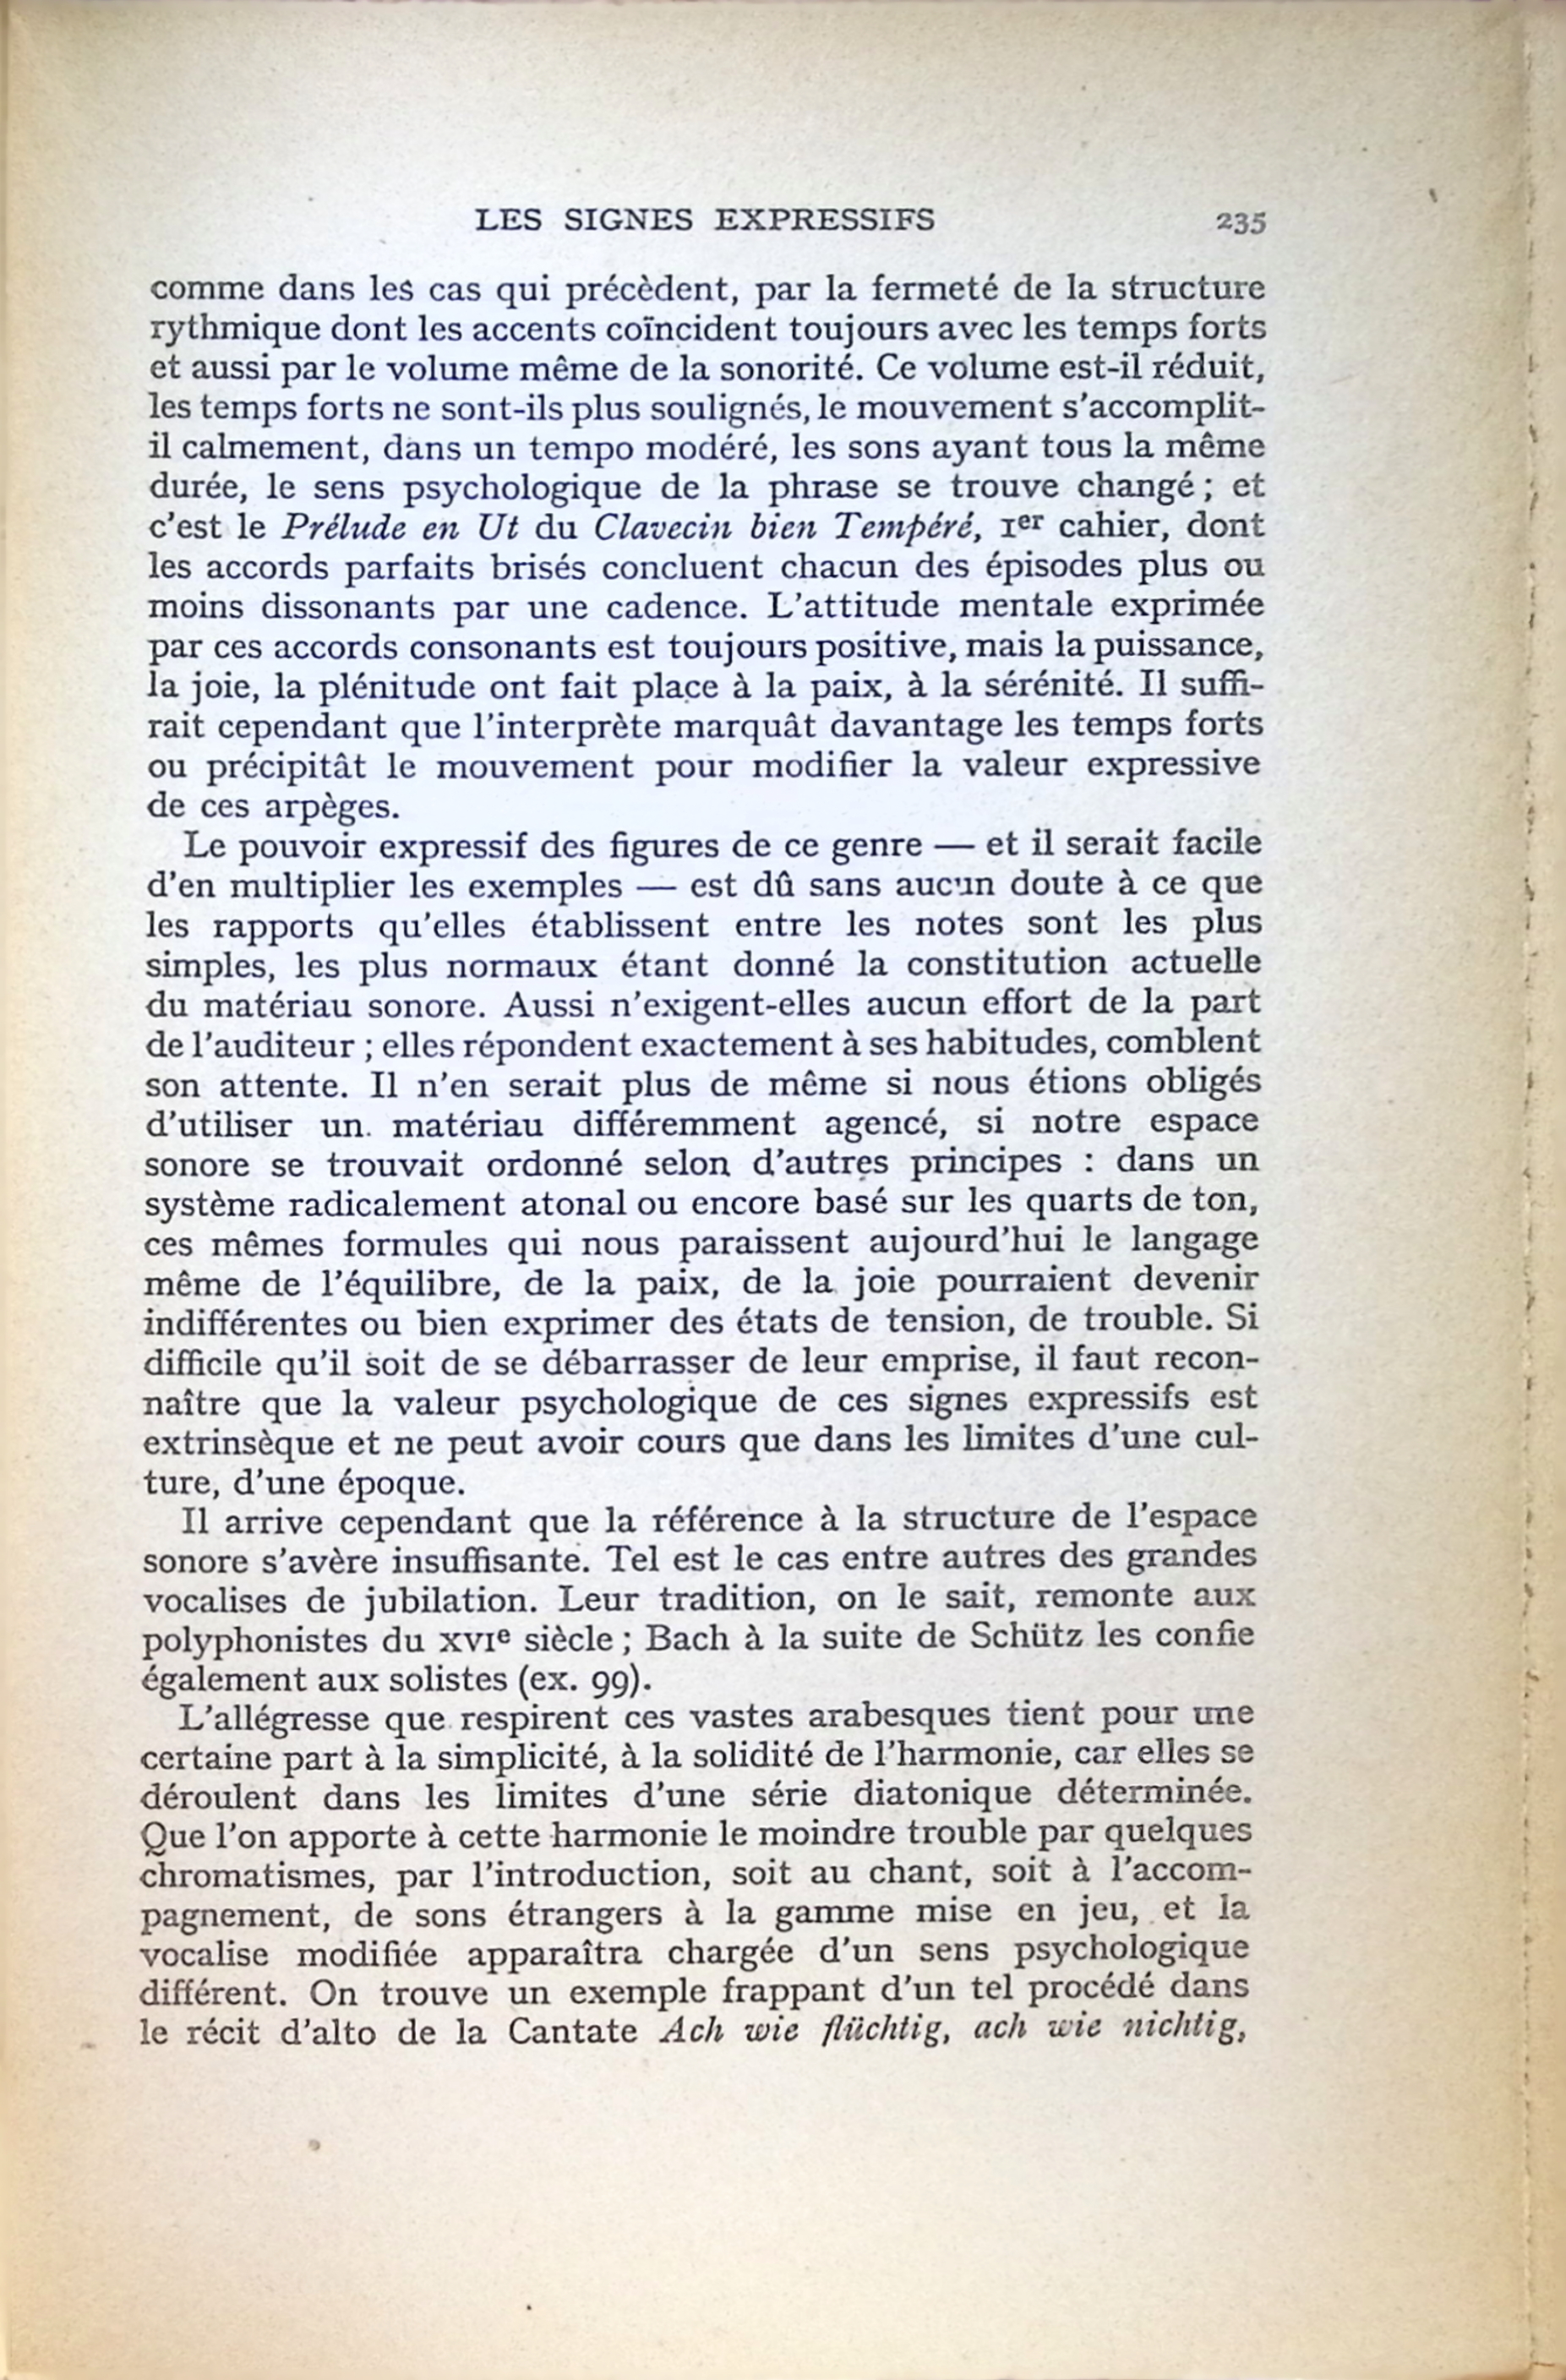 LES SIGNES EXPRESSIFS 235
comme dans les cas qui précèdent, par la fermeté de la structure
rythmique dont les accents coïncident toujours avec les temps forts
et aussi par le volume même de la sonorité. Ce volume est-il réduit,
les temps forts ne sont-ils plus soulignés, le mouvement s'accomplit-
il calmement, dans un tempo modéré, les sons ayant tous la même
durée, le sens psychologique de la phrase se trouve changé ; et
c'est le Prélude en Ut du Clavecin bien Tempéré, 1er cahier, dont
les accords parfaits brisés concluent chacun des épisodes plus ou
moins dissonants par une cadence. L'attitude mentale exprimée
par ces accords consonants est toujours positive, mais la puissance,
la joie, la plénitude ont fait place à la paix, à la sérénité. Il suffi-
rait cependant que l'interprète marquât davantage les temps forts
ou précipitât le mouvement pour modifier la valeur expressive
de ces arpèges.
Le pouvoir expressif des figures de ce genre — et il serait facile
d'en multiplier les exemples — est dû sans aucun doute à ce que
les rapports qu'elles établissent entre les notes sont les plus
simples, les plus normaux étant donné la constitution actuelle
du matériau sonore. Aussi n'exigent-elles aucun effort de la part
de l'auditeur ; elles répondent exactement à ses habitudes, comblent
son attente. Il n'en serait plus de même si nous étions obligés
d'utiliser un matériau différemment agencé, si notre espace
sonore se trouvait ordonné selon d'autres principes : dans un
système radicalement atonal ou encore basé sur les quarts de ton,
ces mêmes formules qui nous paraissent aujourd'hui le langage
même de l'équilibre, de la paix, de la joie pourraient devenir
indifférentes ou bien exprimer des états de tension, de trouble. Si
difficile qu'il soit de se débarrasser de leur emprise, il faut recon-
naître que la valeur psychologique de ces signes expressifs est
extrinsèque et ne peut avoir cours que dans les limites d'une cul-
ture, d'une époque.
Il arrive cependant que la référence à la structure de l'espace
sonore s'avère insuffisante. Tel est le cas entre autres des grandes
vocalises de jubilation. Leur tradition, on le sait, remonte aux
polyphonistes du XVIe siècle ; Bach à la suite de Schütz les confie
également aux solistes (ex. 99).
L'allégresse que respirent ces vastes arabesques tient pour une
certaine part à la simplicité, à la solidité de l'harmonie, car elles se
déroulent dans les limites d'une série diatonique déterminée.
Que l'on apporte à cette harmonie le moindre trouble par quelques
chromatismes, par l'introduction, soit au chant, soit à l'accom-
pagnement, de sons étrangers à la gamme mise en jeu, et la
vocalise modifiée apparaîtra chargée d'un sens psychologique
différent. On trouve un exemple frappant d'un tel procédé dans
le récit d'alto de la Cantate Ach wie flüchtig, ach wie nichtig,